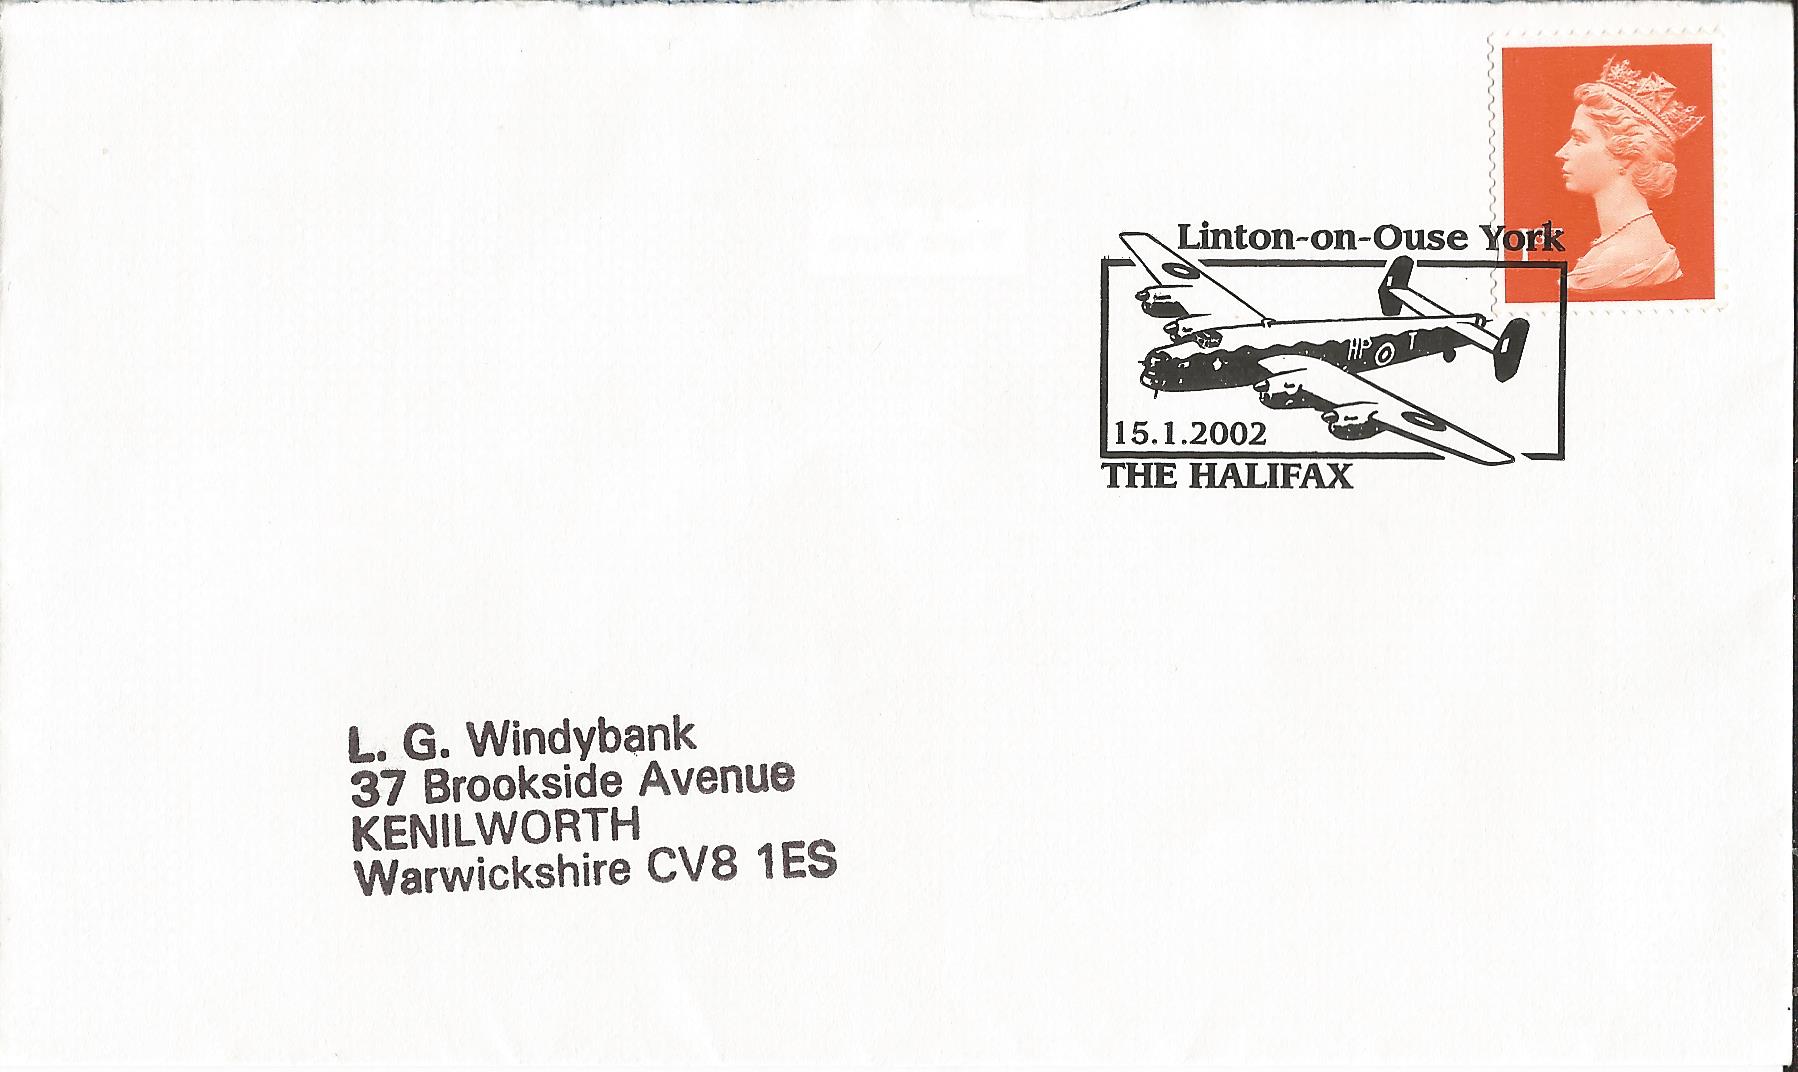 Linton-on-Ouse York
HP T
15.1.2002
THE HALIFAX
L. G. Windybank
37 Brookside Avenue
KENILWORTH
Warwickshire CV8 1ES